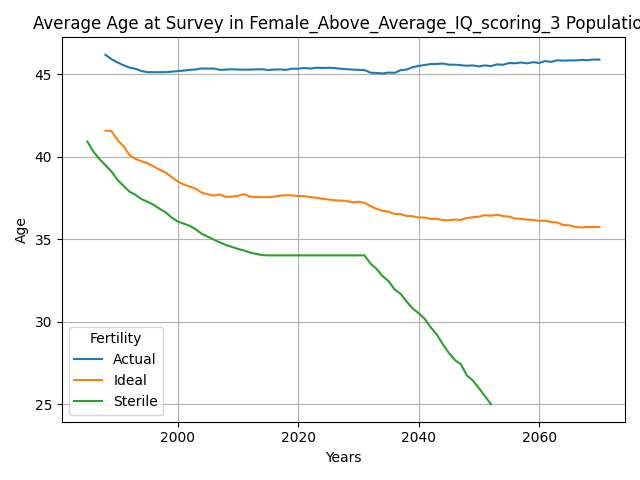 Average Age at Survey in Female_Above_Average_IQ_scoring_3 Populatio
45
40
35
30
25
Age
Fertility
Actual
Ideal
Sterile
2000 2020 2040 2060
Years